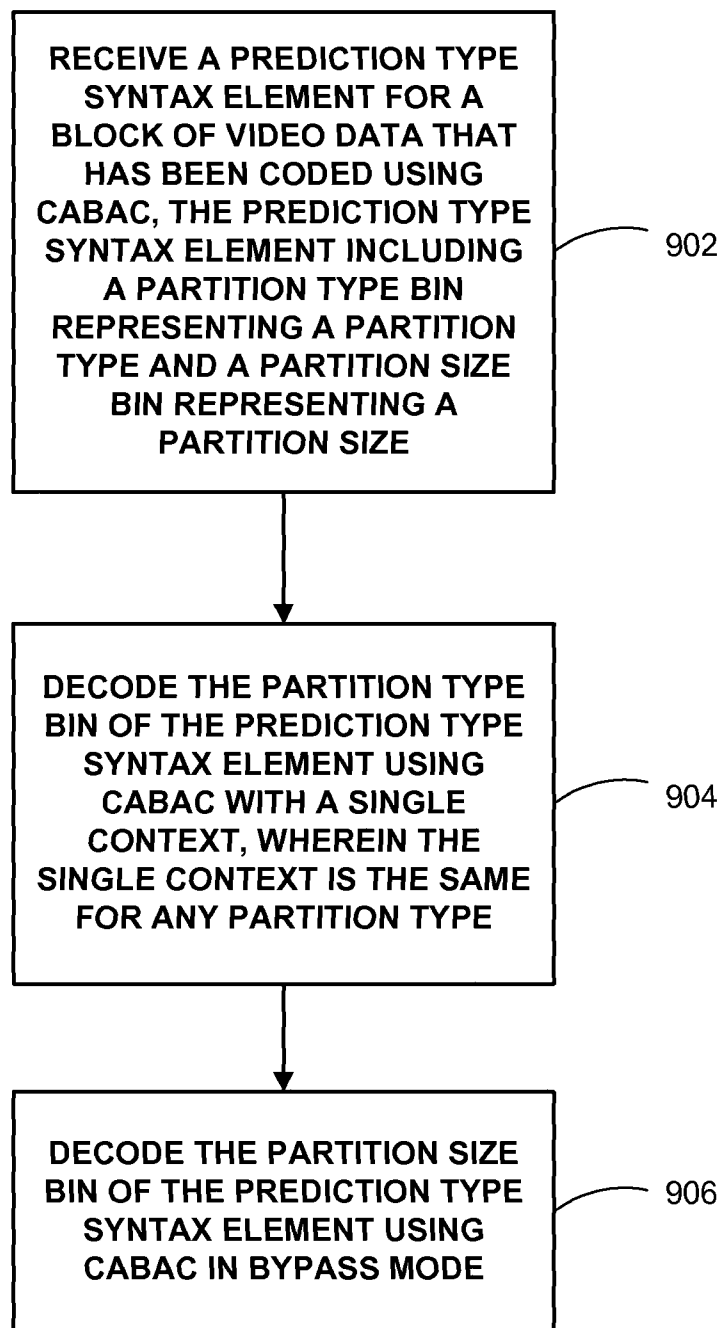 RECEIVE A PREDICTION TYPE
SYNTAX ELEMENT FOR A
BLOCK OF VIDEO DATA THAT
HAS BEEN CODED USING
CABAC, THE PREDICTION TYPE
SYNTAX ELEMENT INCLUDING
A PARTITION TYPE BIN
REPRESENTING A PARTITION
TYPE AND A PARTITION SIZE
BIN REPRESENTING A
PARTITION SIZE
902
DECODE THE PARTITION TYPE
BIN OF THE PREDICTION TYPE
SYNTAX ELEMENT USING
CABAC WITH A SINGLE
CONTEXT, WHEREIN THE
SINGLE CONTEXT IS THE SAME
FOR ANY PARTITION TYPE
904
DECODE THE PARTITION SIZE
BIN OF THE PREDICTION TYPE
SYNTAX ELEMENT USING
CABAC IN BYPASS MODE
906